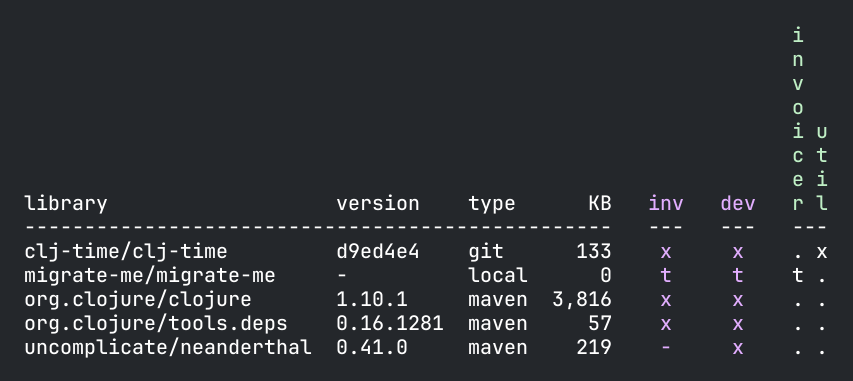 i
n
v
o
i u
c t
e i
library version type KB inv dev r l
------------------------------------------------- --- --- ---
clj-time/clj-time d9ed4e4 git 133 x x . x
migrate-me/migrate-me - local 0 t t t .
org.clojure/clojure 1.10.1 maven 3,816 x x . .
org.clojure/tools.deps 0.16.1281 maven 57 x x . .
uncomplicate/neanderthal 0.41.0 maven 219 - x . .